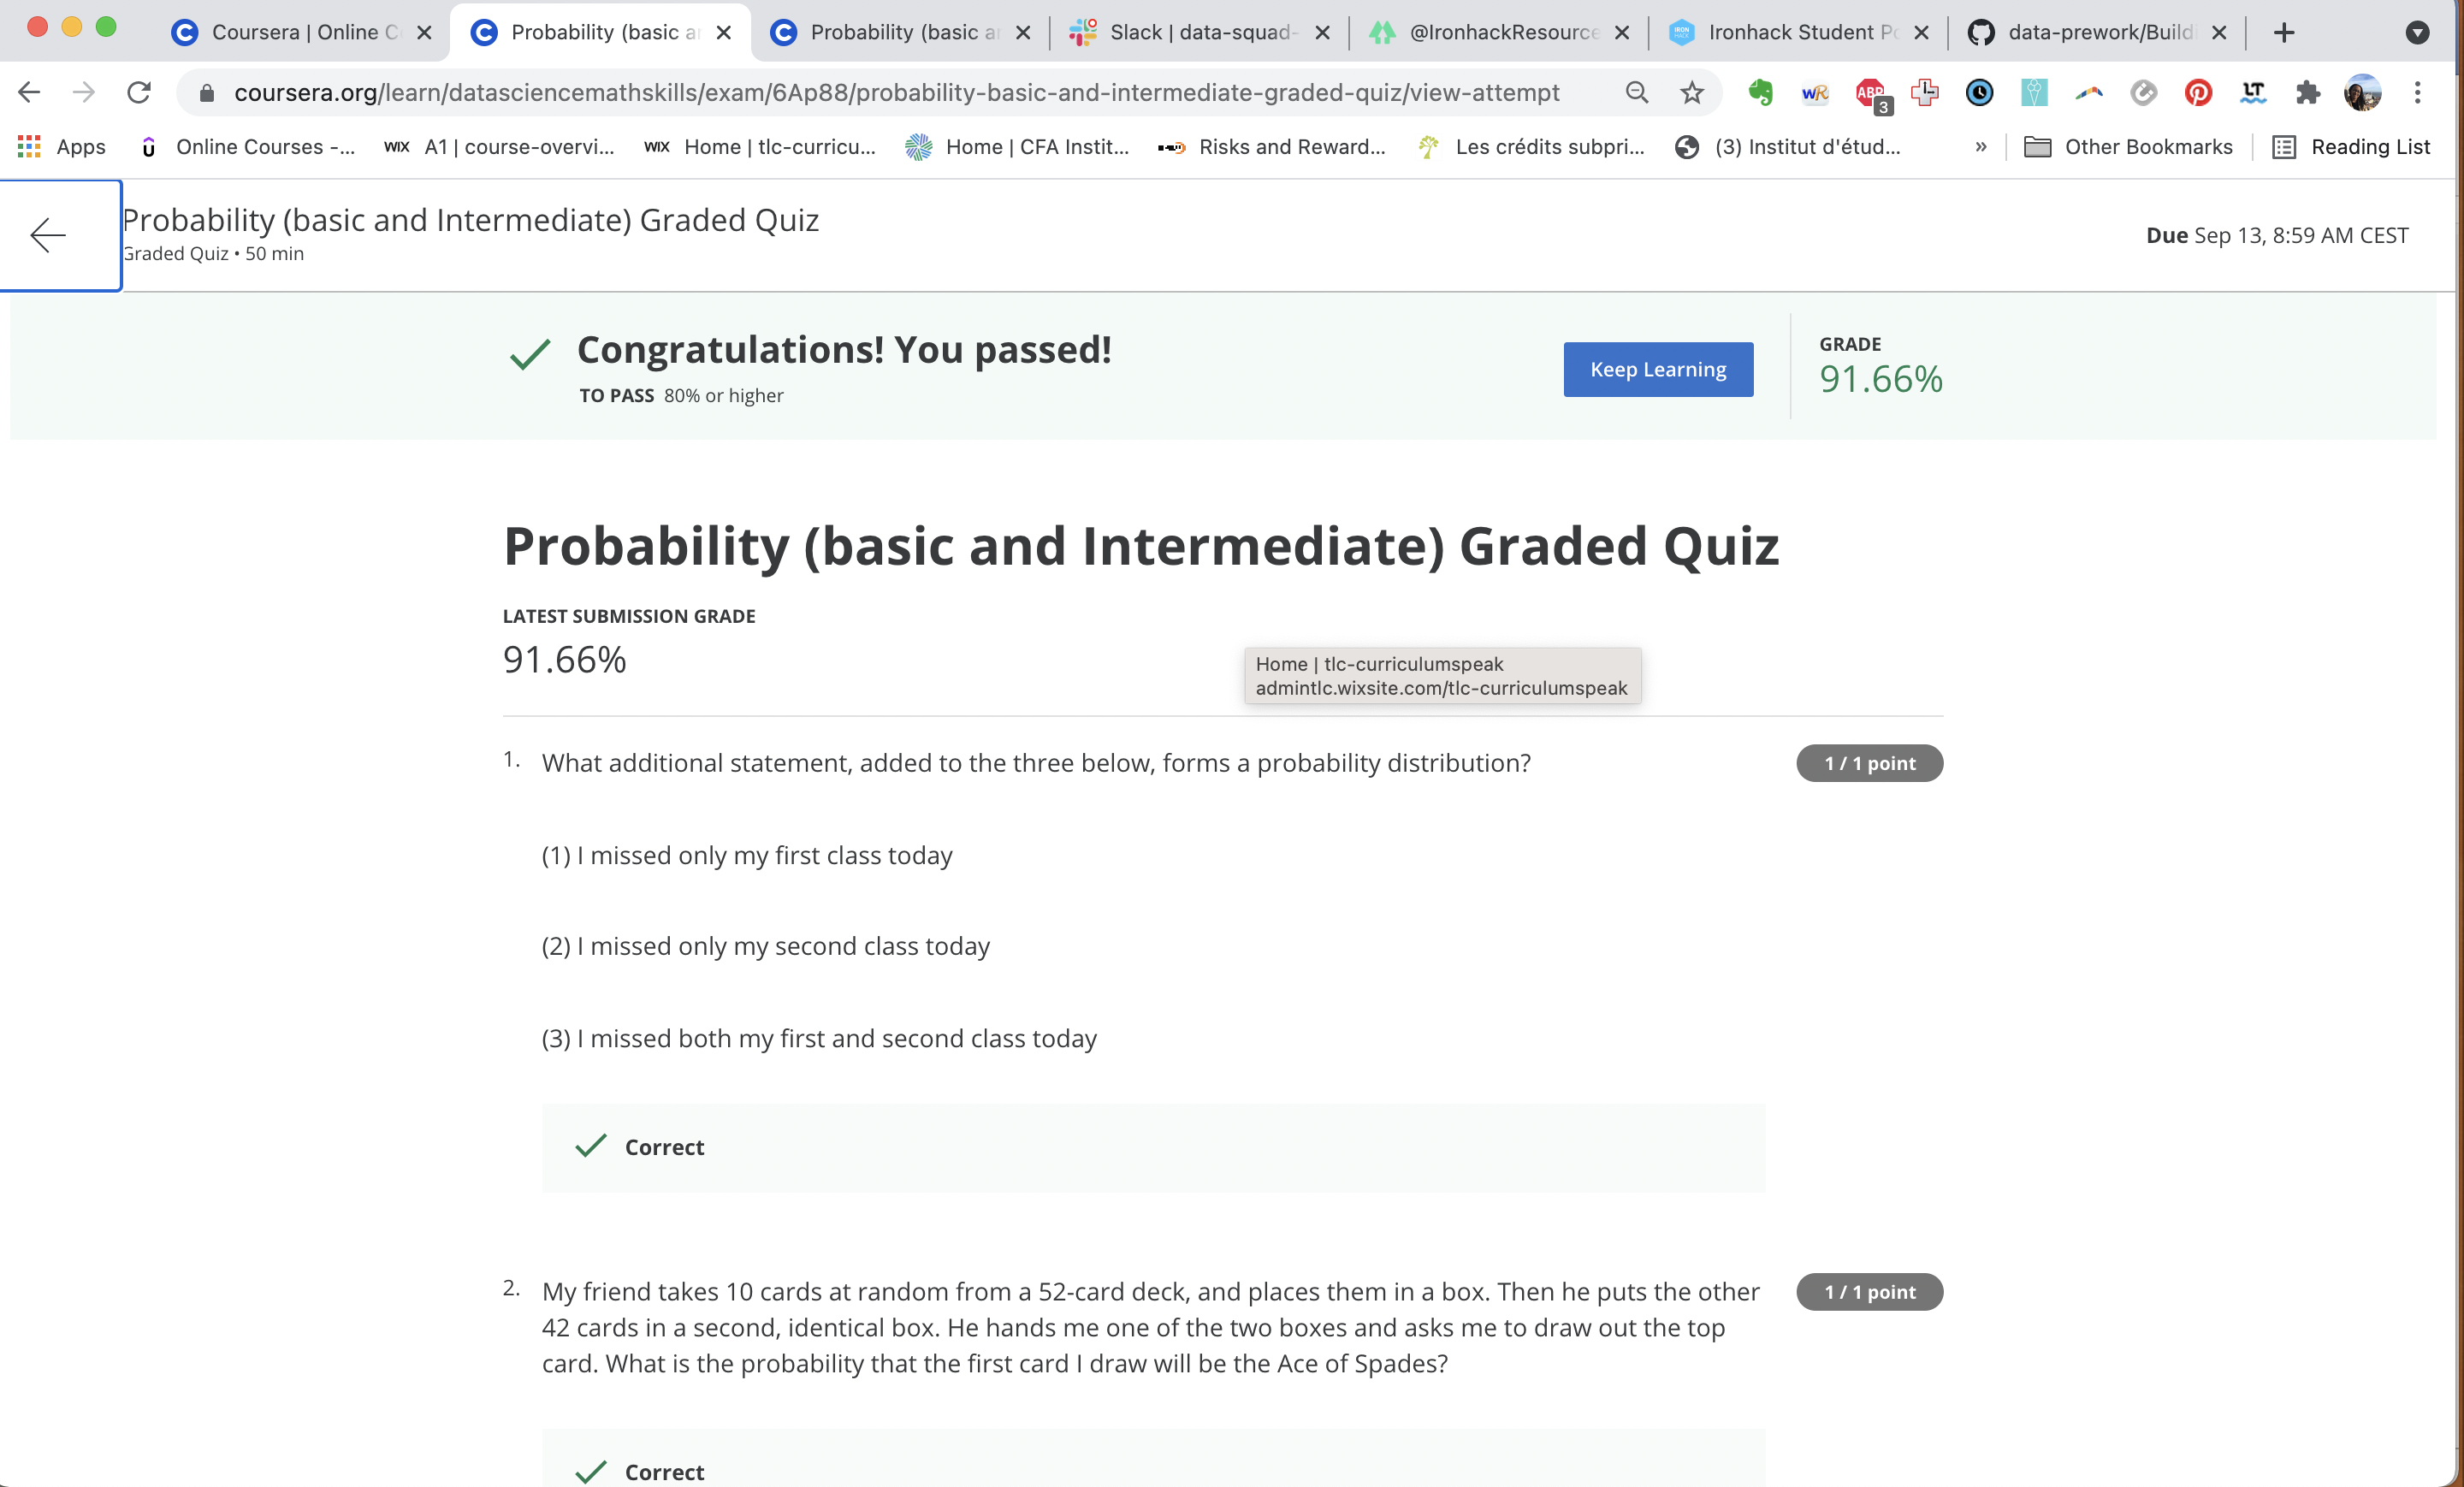 Coursera | Online C
Probability (basic a
Probability (basic a
Slack | data-squad-
@IronhackResource
Ironhack Student Po
data-prework/Build
coursera.org/learn/datasciencemathskills/exam/6Ap88/probability-basic-and-intermediate-graded-quiz/view-attempt
ABP
3
Apps
Online Courses -...
WIX A1 | course-overvi...
WIX Home | tlc-curricu...
Home | CFA Instit...
Risks and Reward...
Les crédits subpri...
(3) Institut d'étud...
»
Other Bookmarks
Reading List
Probability (basic and Intermediate) Graded Quiz
Graded Quiz • 50 min
Due Sep 13, 8:59 AM CEST
Congratulations! You passed!
TO PASS 80% or higher
Keep Learning
GRADE
91.66%
Probability (basic and Intermediate) Graded Quiz
LATEST SUBMISSION GRADE
91.66%
Home | tlc-curriculumspeak
admintlc.wixsite.com/tlc-curriculumspeak
1. What additional statement, added to the three below, forms a probability distribution?
1 / 1 point
(1) I missed only my first class today
(2) I missed only my second class today
(3) I missed both my first and second class today
Correct
2. My friend takes 10 cards at random from a 52-card deck, and places them in a box. Then he puts the other
42 cards in a second, identical box. He hands me one of the two boxes and asks me to draw out the top
card. What is the probability that the first card I draw will be the Ace of Spades?
1 / 1 point
Correct